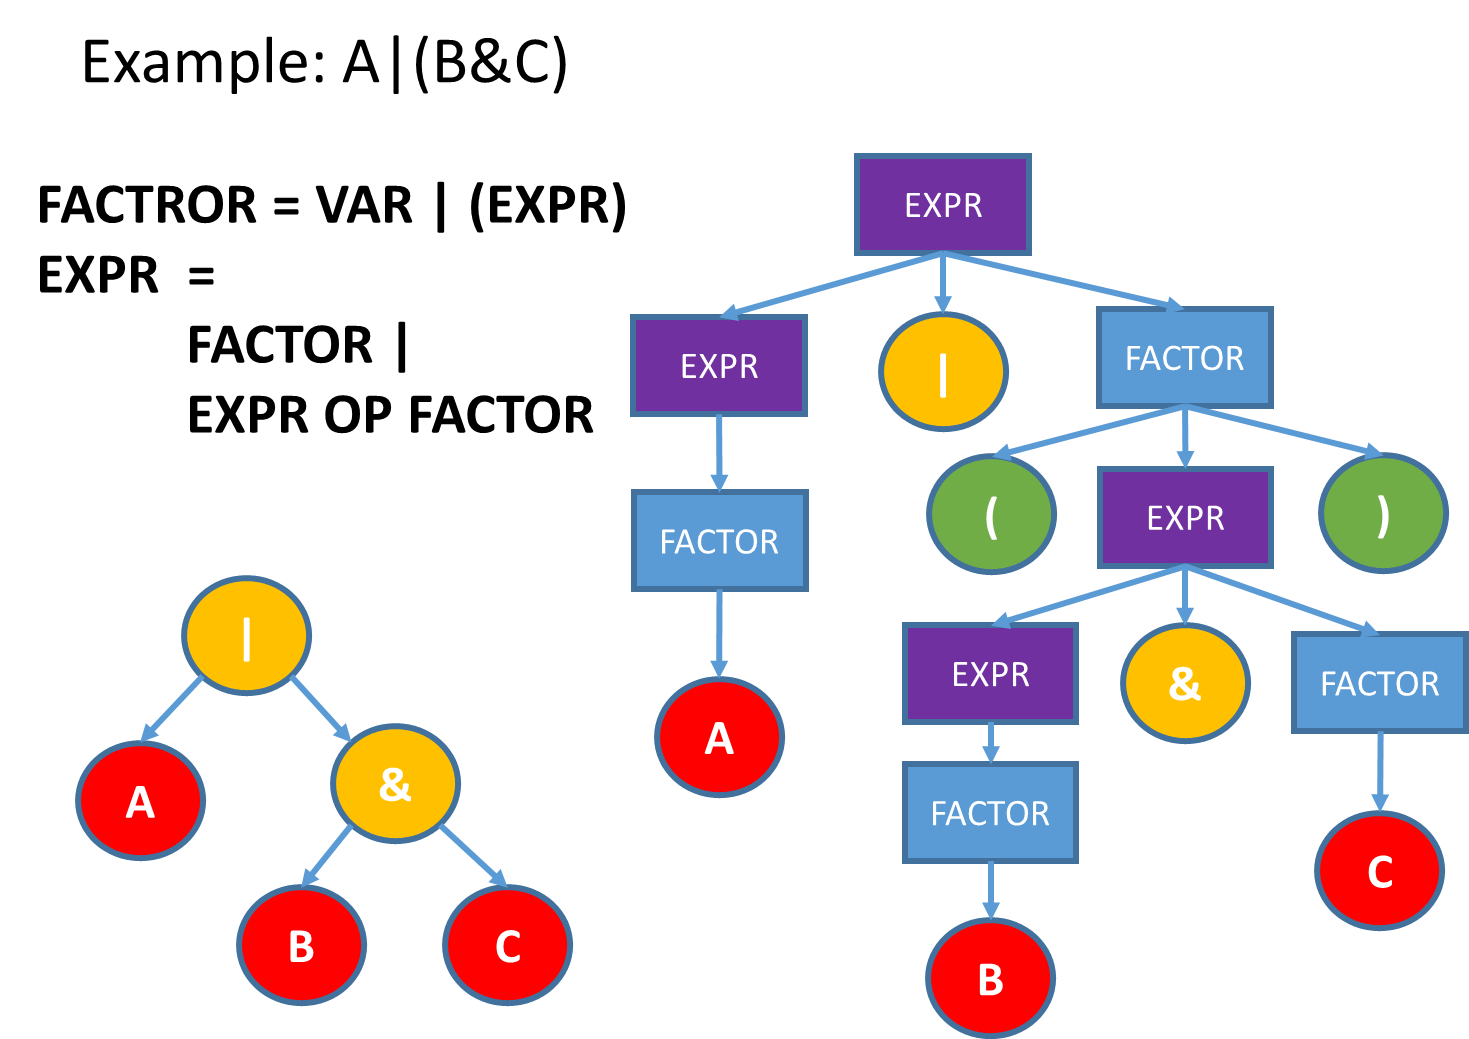 Example: A|(B&C)
FACTROR = VAR | (EXPR)
EXPR =
FACTOR |
EXPR OP FACTOR
EXPR
EXPR
|
FACTOR
FACTOR
(
EXPR
)
A
EXPR
&
FACTOR
FACTOR
C
B
|
A
&
B
C